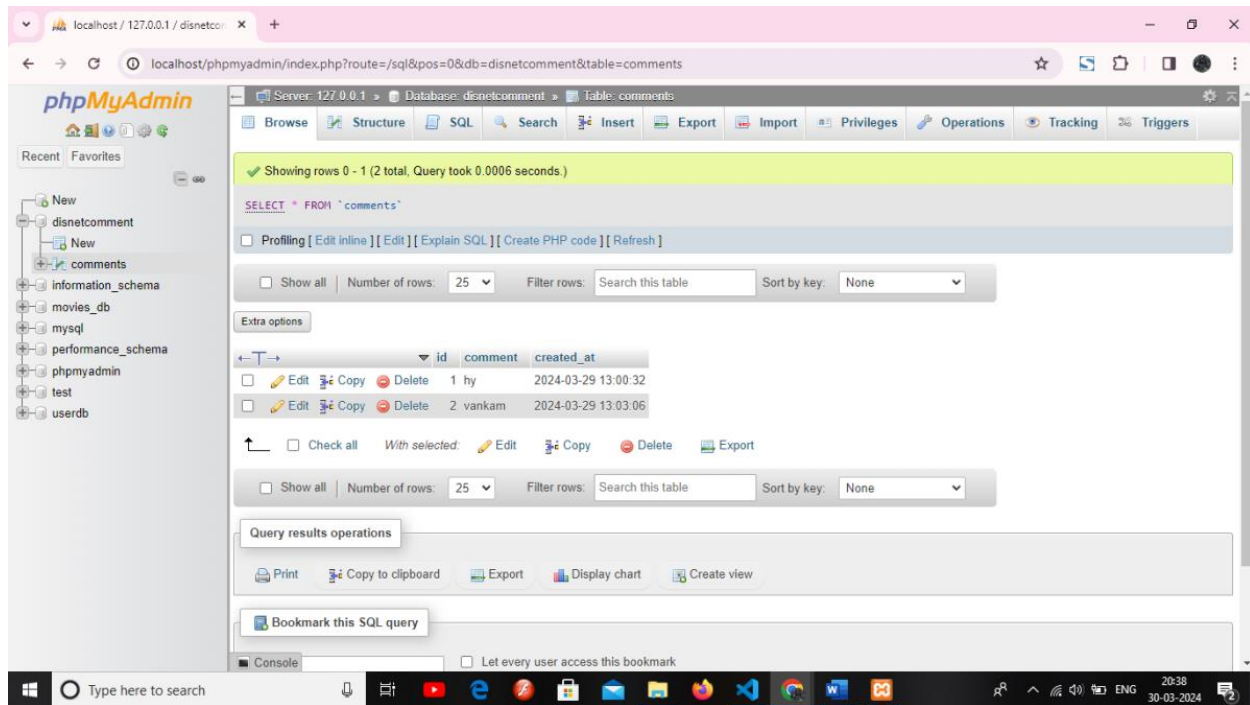 localhost / 127.0.0.1 / disnetcon
localhost/phpmyadmin/index.php?route=/sql&pos=0&db=disnetcomment&table=comments
phpMyAdmin
Recent Favorites
New
disnetcomment
New
comments
information_schema
movies_db
mysql
performance_schema
phpmyadmin
test
userdb
Server: 127.0.0.1 » Database: disnetcomment » Table: comments
Browse Structure SQL Search Insert Export Import Privileges Operations Tracking Triggers
Showing rows 0 - 1 (2 total, Query took 0.0006 seconds.)
SELECT * FROM `comments`
Profiling [ Edit inline ] [ Edit ] [ Explain SQL ] [ Create PHP code ] [ Refresh ]
Show all | Number of rows: 25 Filter rows: Search this table Sort by key: None
Extra options
id comment created_at
Edit Copy Delete 1 hy 2024-03-29 13:00:32
Edit Copy Delete 2 vankam 2024-03-29 13:03:06
Check all With selected: Edit Copy Delete Export
Show all | Number of rows: 25 Filter rows: Search this table Sort by key: None
Query results operations
Print Copy to clipboard Export Display chart Create view
Bookmark this SQL query
Console Let every user access this bookmark
Type here to search
ENG
20:38
30-03-2024
2